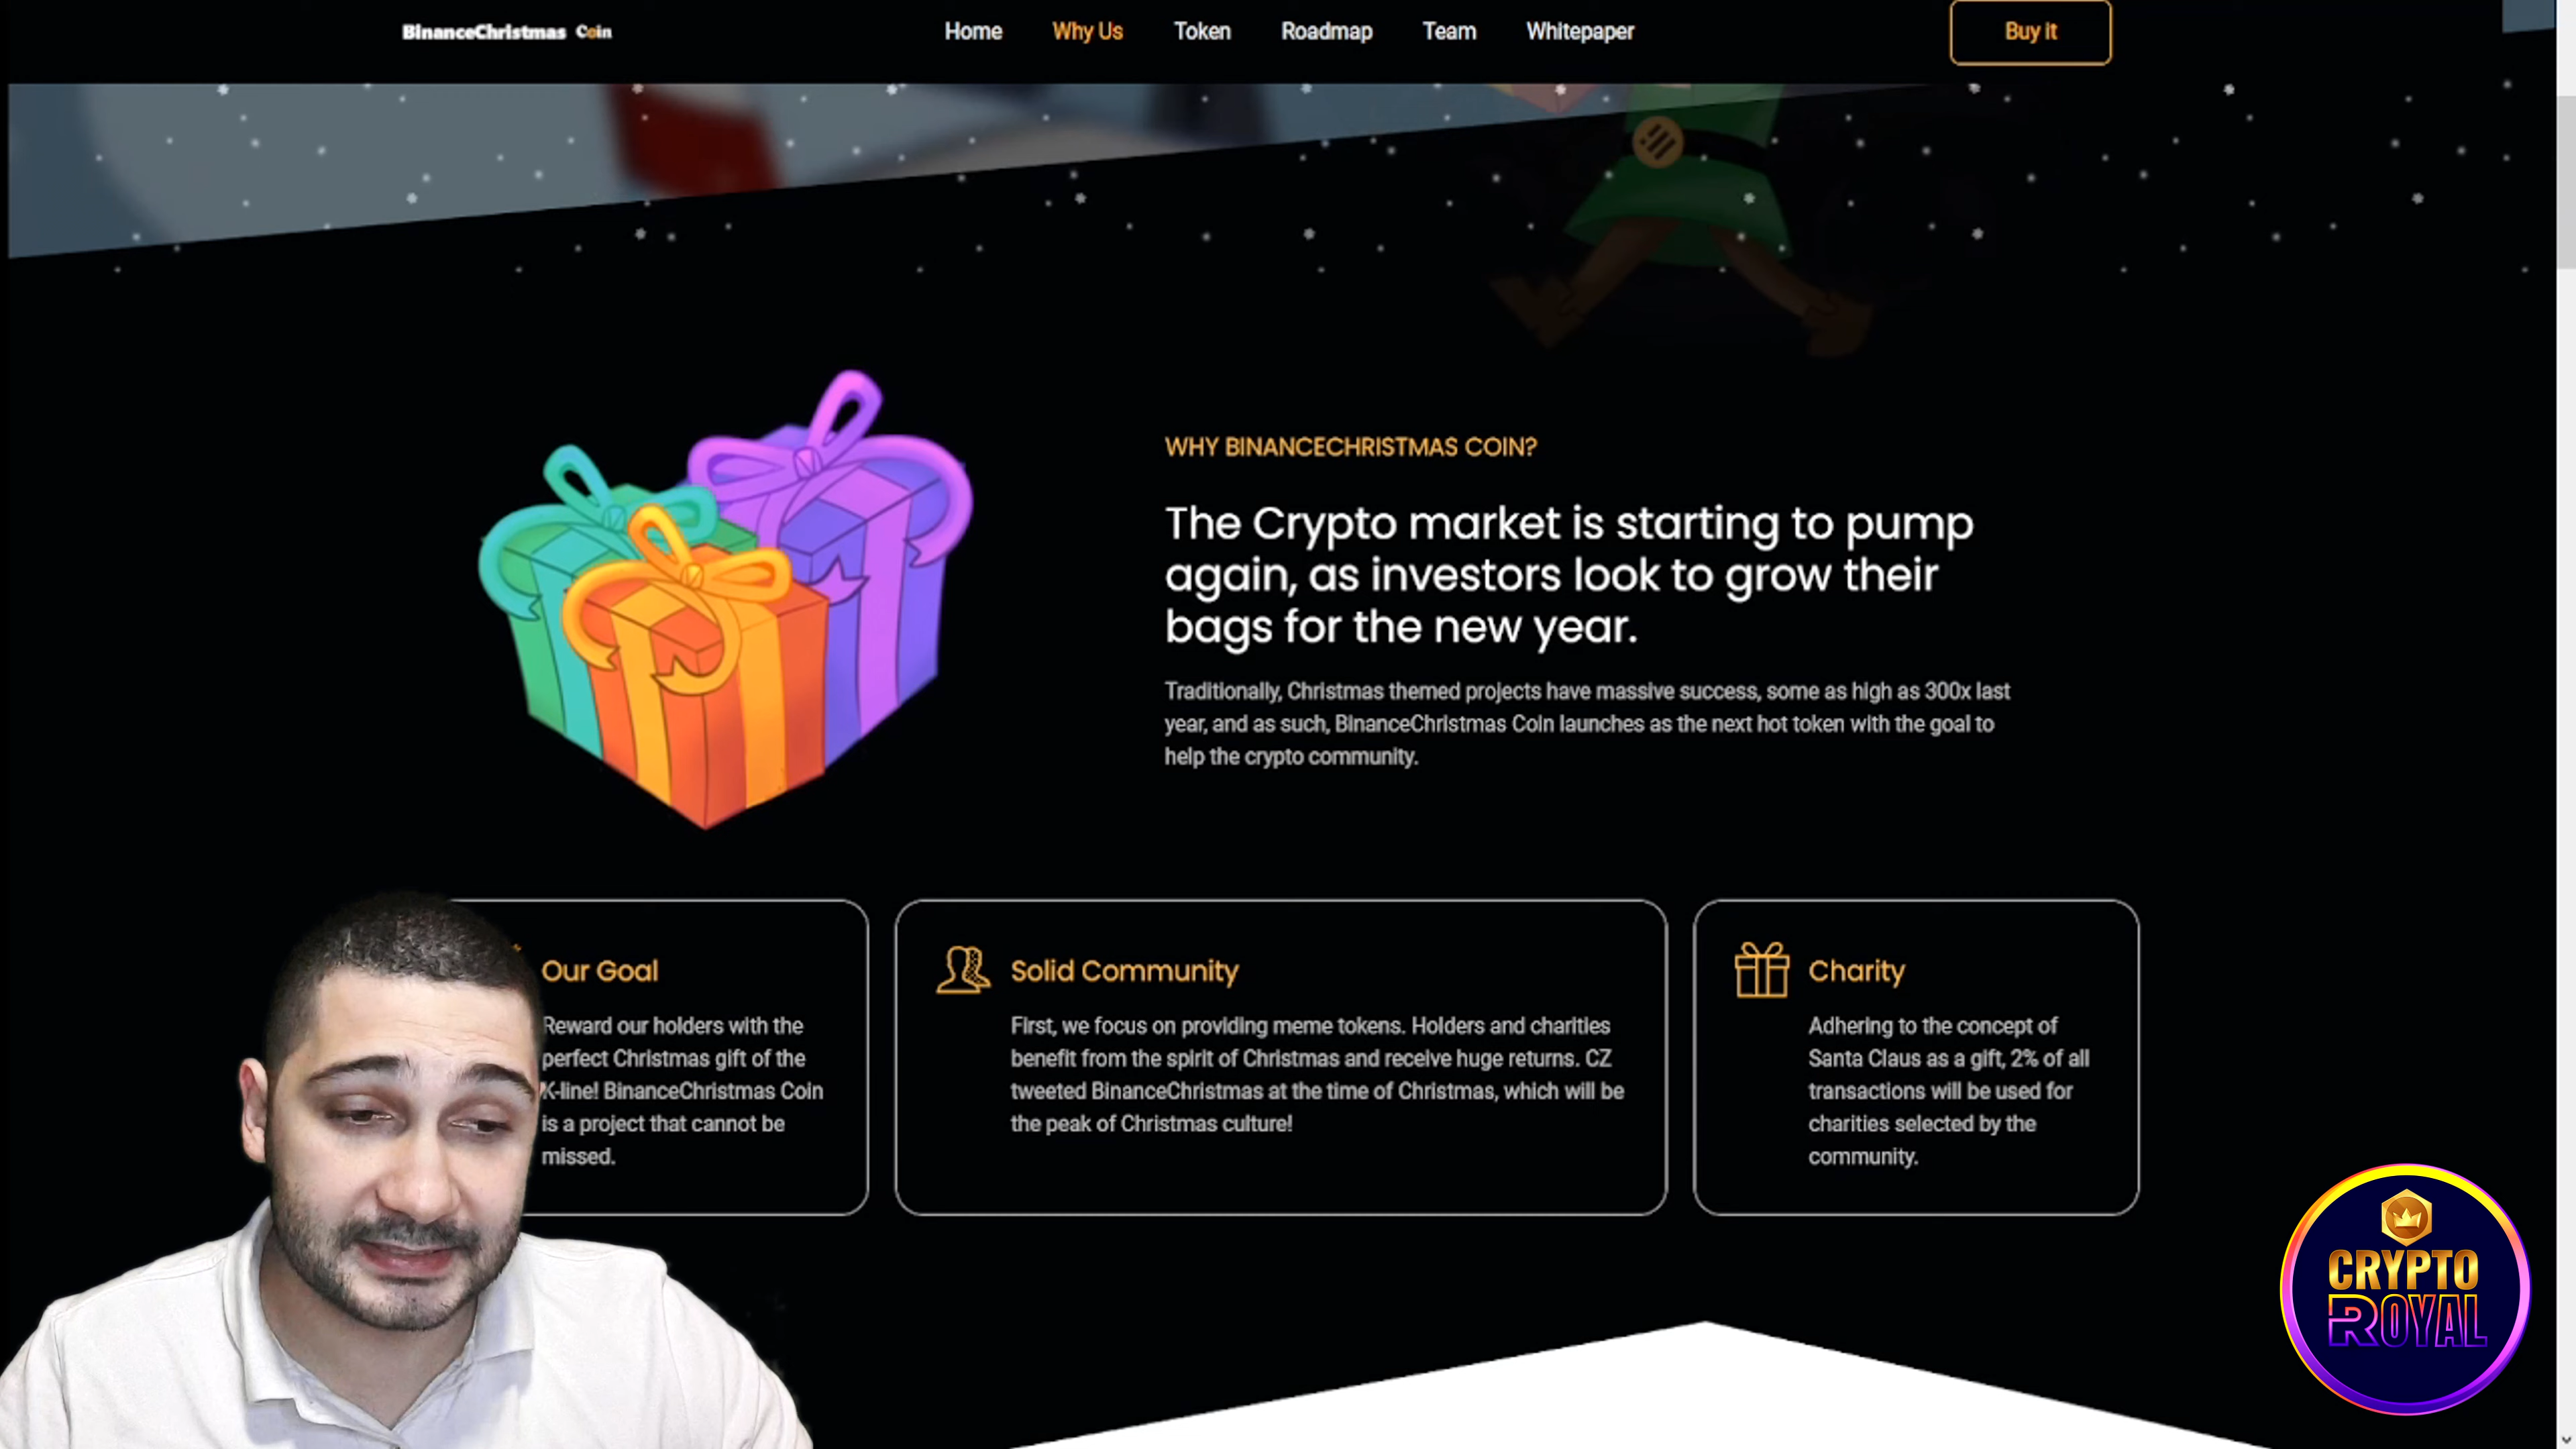 BinanceChristmas Coin
Home Why Us Token Roadmap Team Whitepaper
Buy it
WHY BINANCECHRISTMAS COIN?
The Crypto market is starting to pump
again, as investors look to grow their
bags for the new year.
Traditionally, Christmas themed projects have massive success, some as high as 300x last
year, and as such, BinanceChristmas Coin launches as the next hot token with the goal to
help the crypto community.
Our Goal
Reward our holders with the
perfect Christmas gift of the
K-line! BinanceChristmas Coin
is a project that cannot be
missed.
Solid Community
First, we focus on providing meme tokens. Holders and charities
benefit from the spirit of Christmas and receive huge returns. CZ
tweeted BinanceChristmas at the time of Christmas, which will be
the peak of Christmas culture!
Charity
Adhering to the concept of
Santa Claus as a gift, 2% of all
transactions will be used for
charities selected by the
community.
CRYPTO
ROYAL